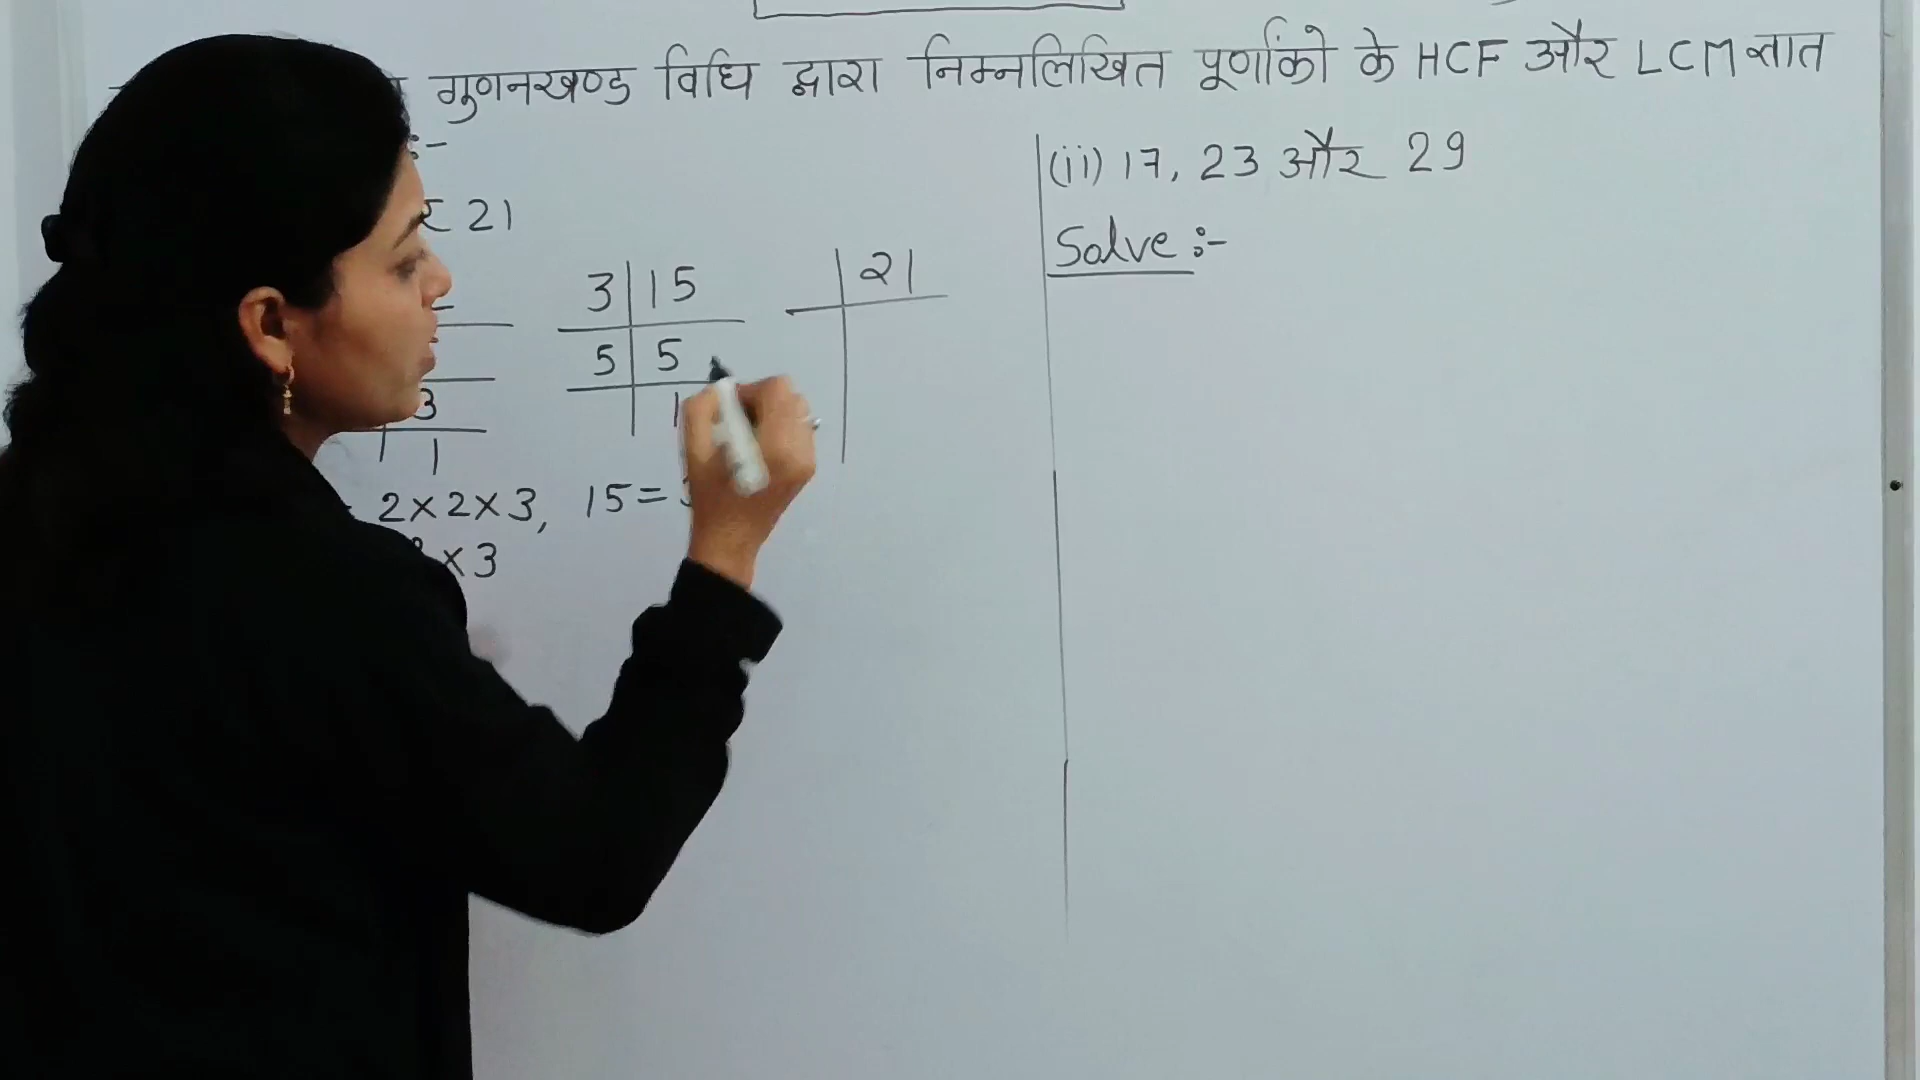 गुणनखण्ड विधि द्वारा निम्नलिखित पूर्णांको के HCF और LCM ज्ञात
:-
21
3 | 15
5 | 5
1
21
3
1
2×2×3, 15=
×3
(ii) 17, 23 और 29
Solve :-